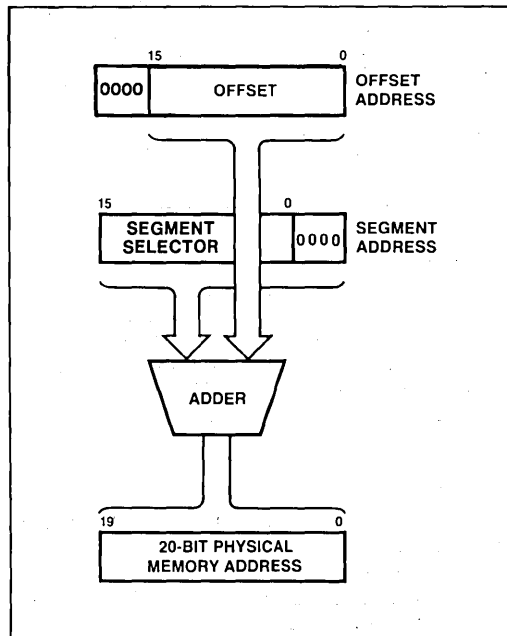 15 0
0000 OFFSET OFFSET
ADDRESS
15 0
SEGMENT
SELECTOR
0000
SEGMENT
ADDRESS
ADDER
19 0
20-BIT PHYSICAL
MEMORY ADDRESS